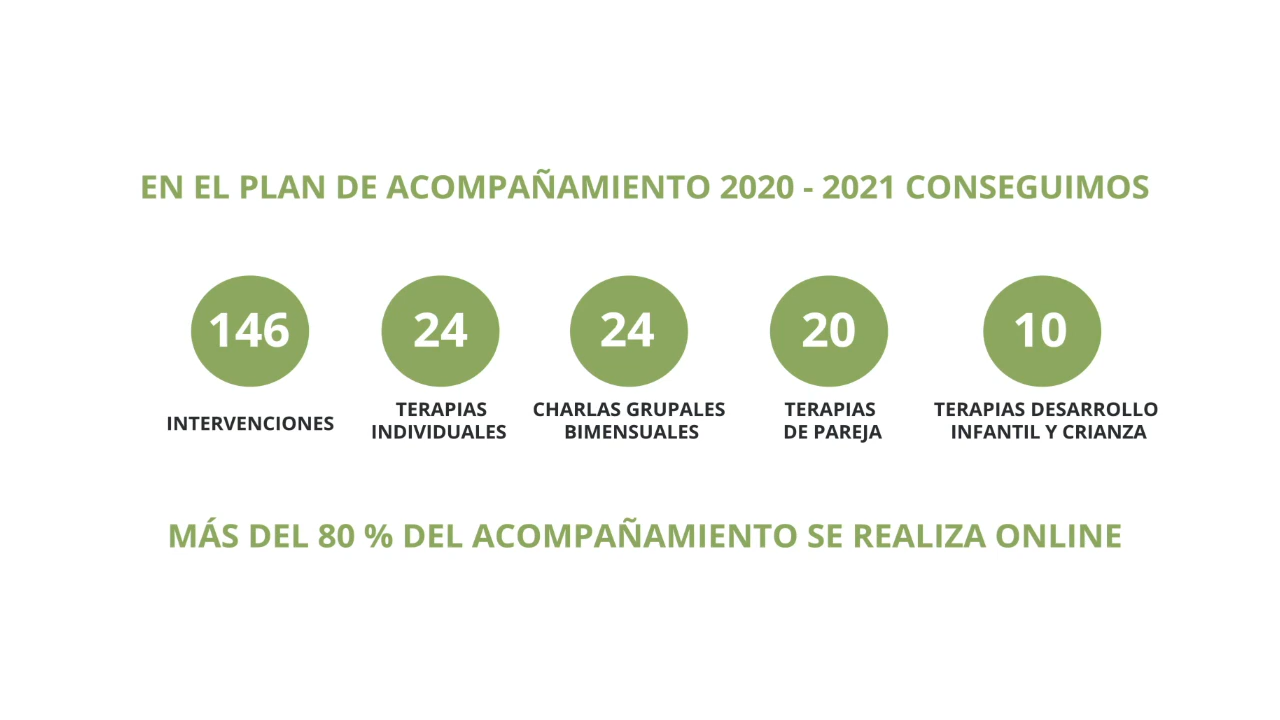 EN EL PLAN DE ACOMPAÑAMIENTO 2020 - 2021 CONSEGUIMOS
146
INTERVENCIONES
24
TERAPIAS
INDIVIDUALES
24
CHARLAS GRUPALES
BIMENSUALES
20
TERAPIAS
DE PAREJA
10
TERAPIAS DESARROLLO
INFANTIL Y CRIANZA
MÁS DEL 80 % DEL ACOMPAÑAMIENTO SE REALIZA ONLINE